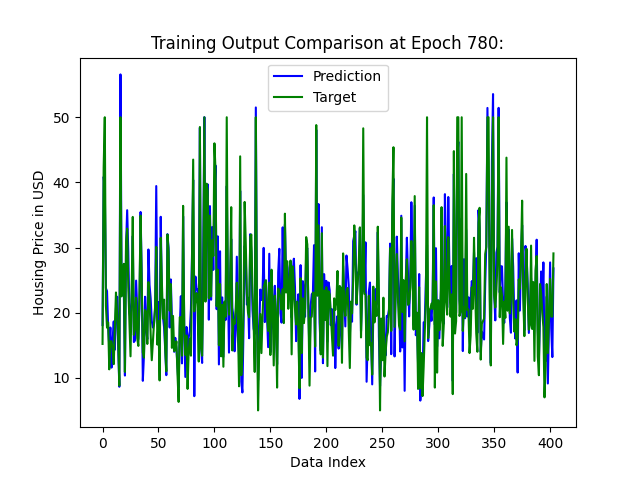 Training Output Comparison at Epoch 780:
Prediction
Target
Housing Price in USD
50
40
30
20
10
0 50 100 150 200 250 300 350 400
Data Index